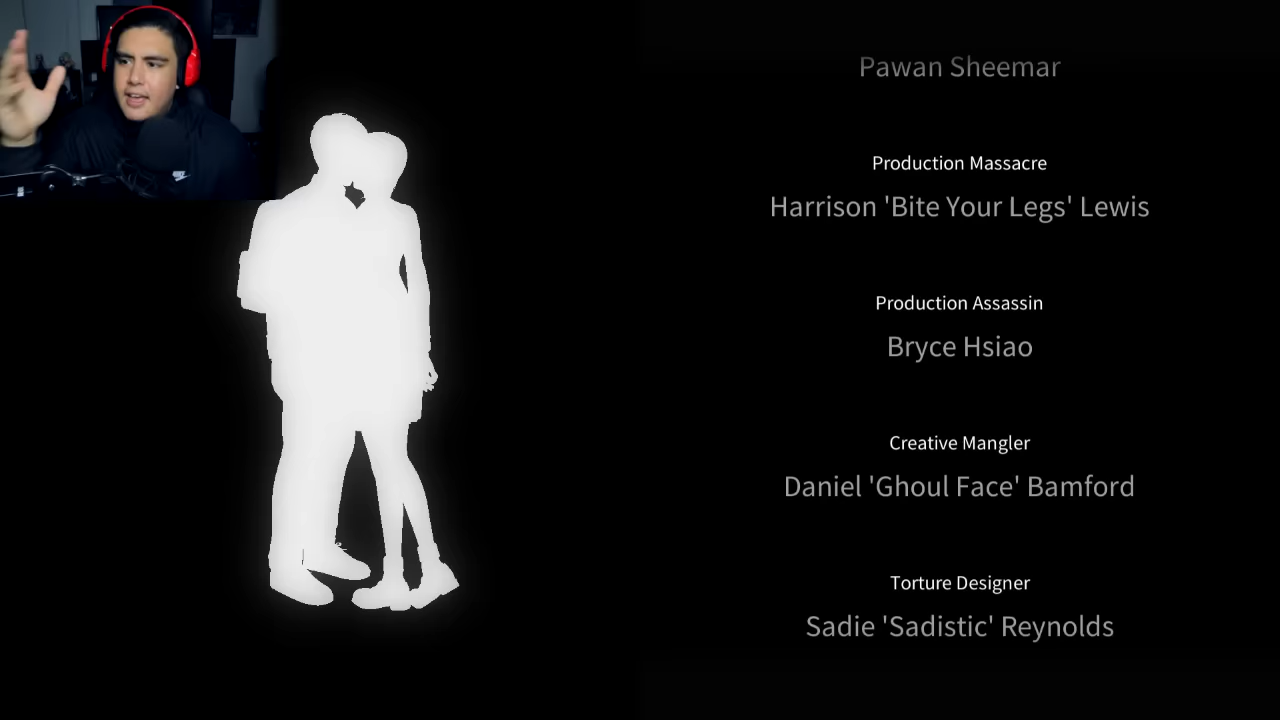 Pawan Sheemar
Production Massacre
Harrison 'Bite Your Legs' Lewis
Production Assassin
Bryce Hsiao
Creative Mangler
Daniel 'Ghoul Face' Bamford
Torture Designer
Sadie 'Sadistic' Reynolds